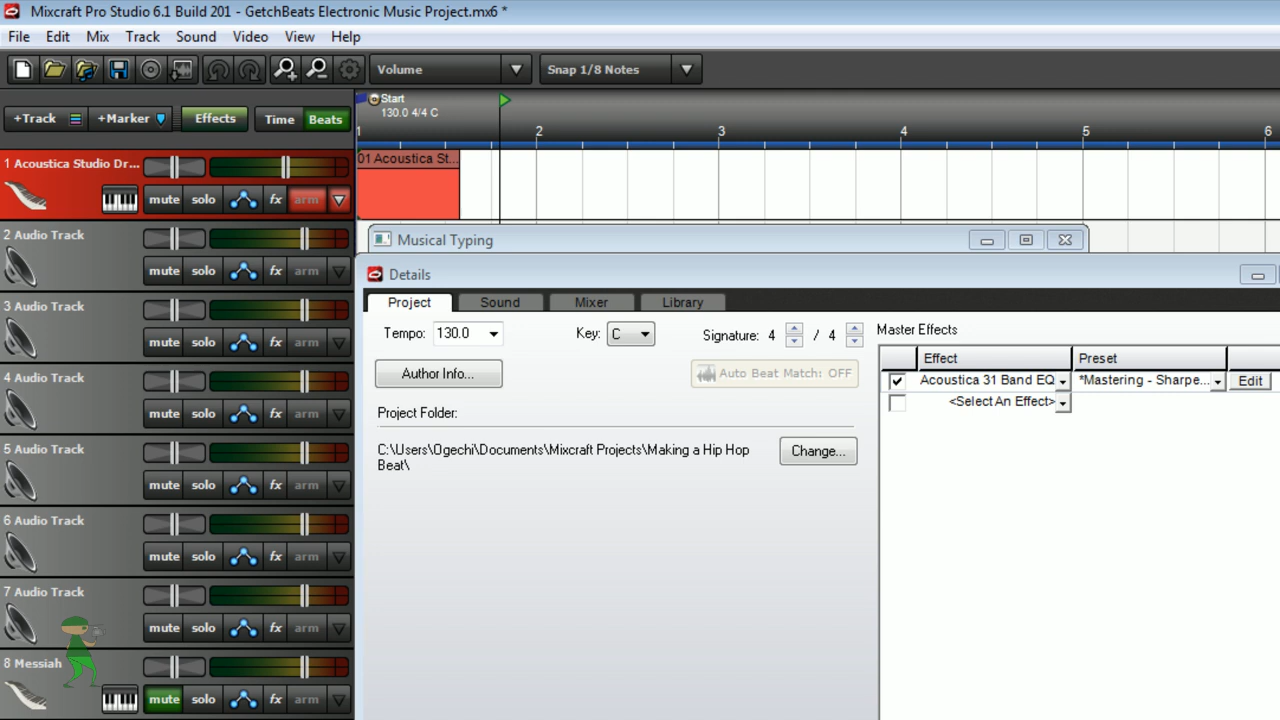 Mixcraft Pro Studio 6.1 Build 201 - GetchBeats Electronic Music Project.mx6 *
File Edit Mix Track Sound Video View Help
Volume Snap 1/8 Notes
+Track +Marker Effects Time Beats
Start
130.0 4/4 C
1 2 3 4 5 6
1 Acoustica Studio Dr...
01 Acoustica St...
mute solo fx arm
2 Audio Track
mute solo fx arm
3 Audio Track
mute solo fx arm
4 Audio Track
mute solo fx arm
5 Audio Track
mute solo fx arm
6 Audio Track
mute solo fx arm
7 Audio Track
mute solo fx arm
8 Messiah
mute solo fx arm
Musical Typing
Details
Project Sound Mixer Library
Tempo: 130.0 Key: C Signature: 4 / 4
Author Info... Auto Beat Match: OFF
Project Folder:
C:\Users\Ogechi\Documents\Mixcraft Projects\Making a Hip Hop
Beat\
Change...
Master Effects
Effect Preset
Acoustica 31 Band EQ *Mastering - Sharpe... Edit
<Select An Effect>